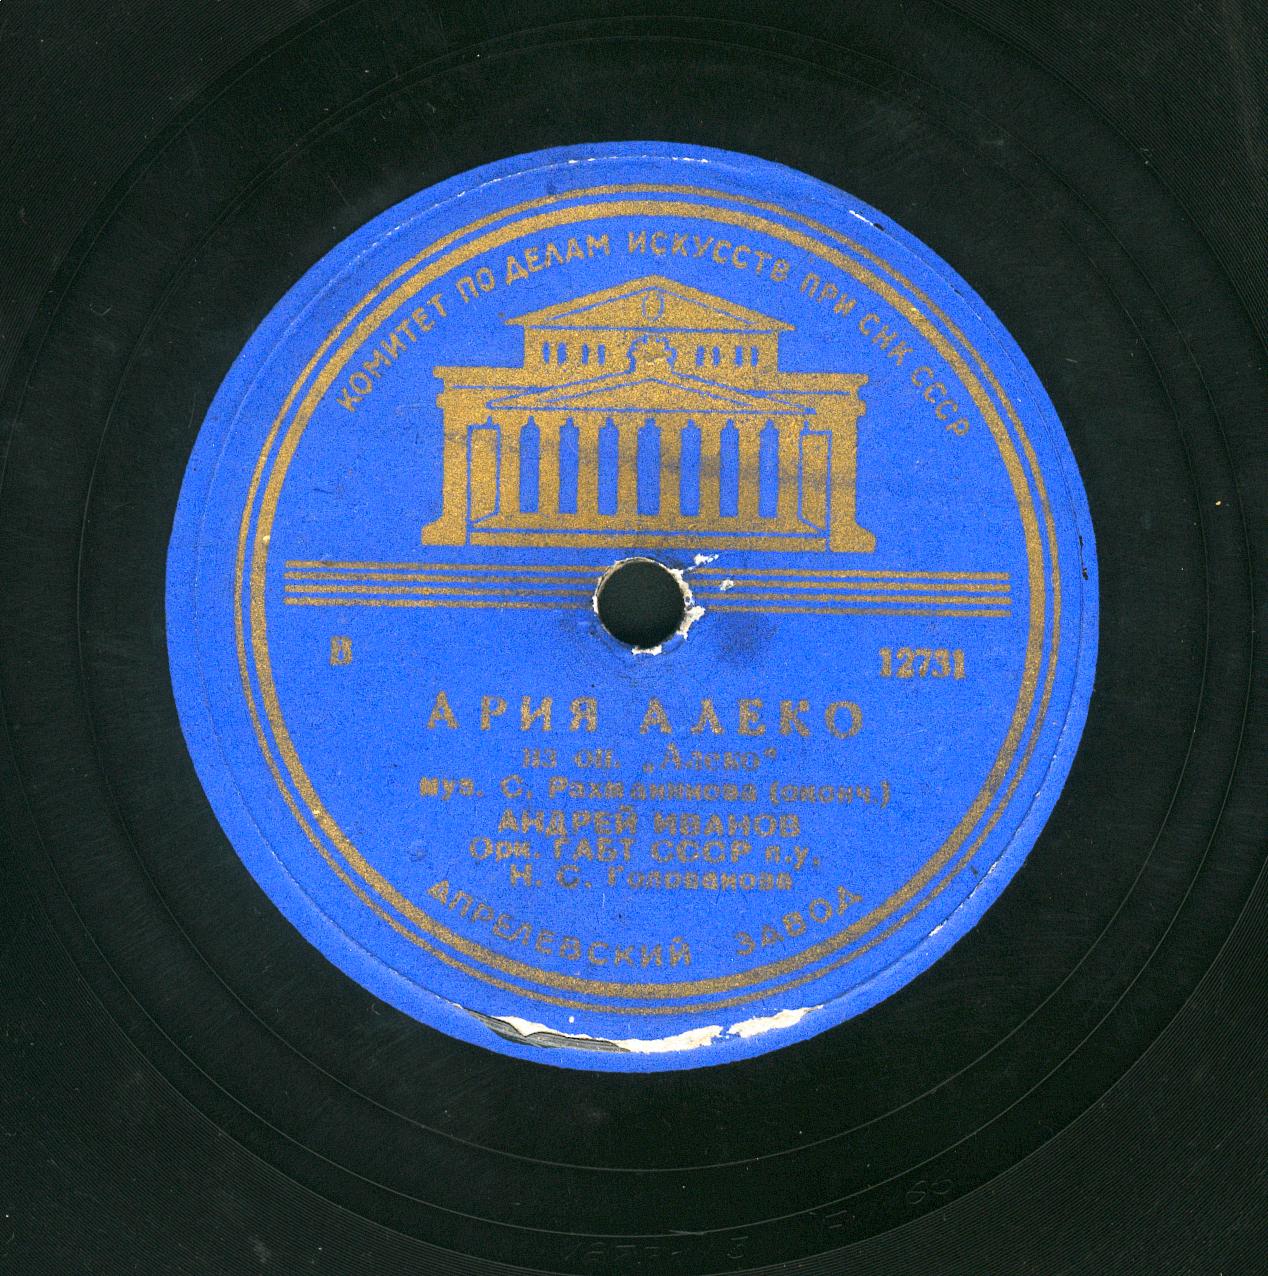 КОМИТЕТ ПО ДЕЛАМ ИСКУССТВ ПРИ СНК СССР
В 12731
АРИЯ АЛЕКО
из оп. „Алеко“
муз. С. Рахманинова (оконч.)
АНДРЕЙ ИВАНОВ
Орк. ГАБТ СССР п.у.
Н. С. Голованова
АПРЕЛЕВСКИЙ ЗАВОД